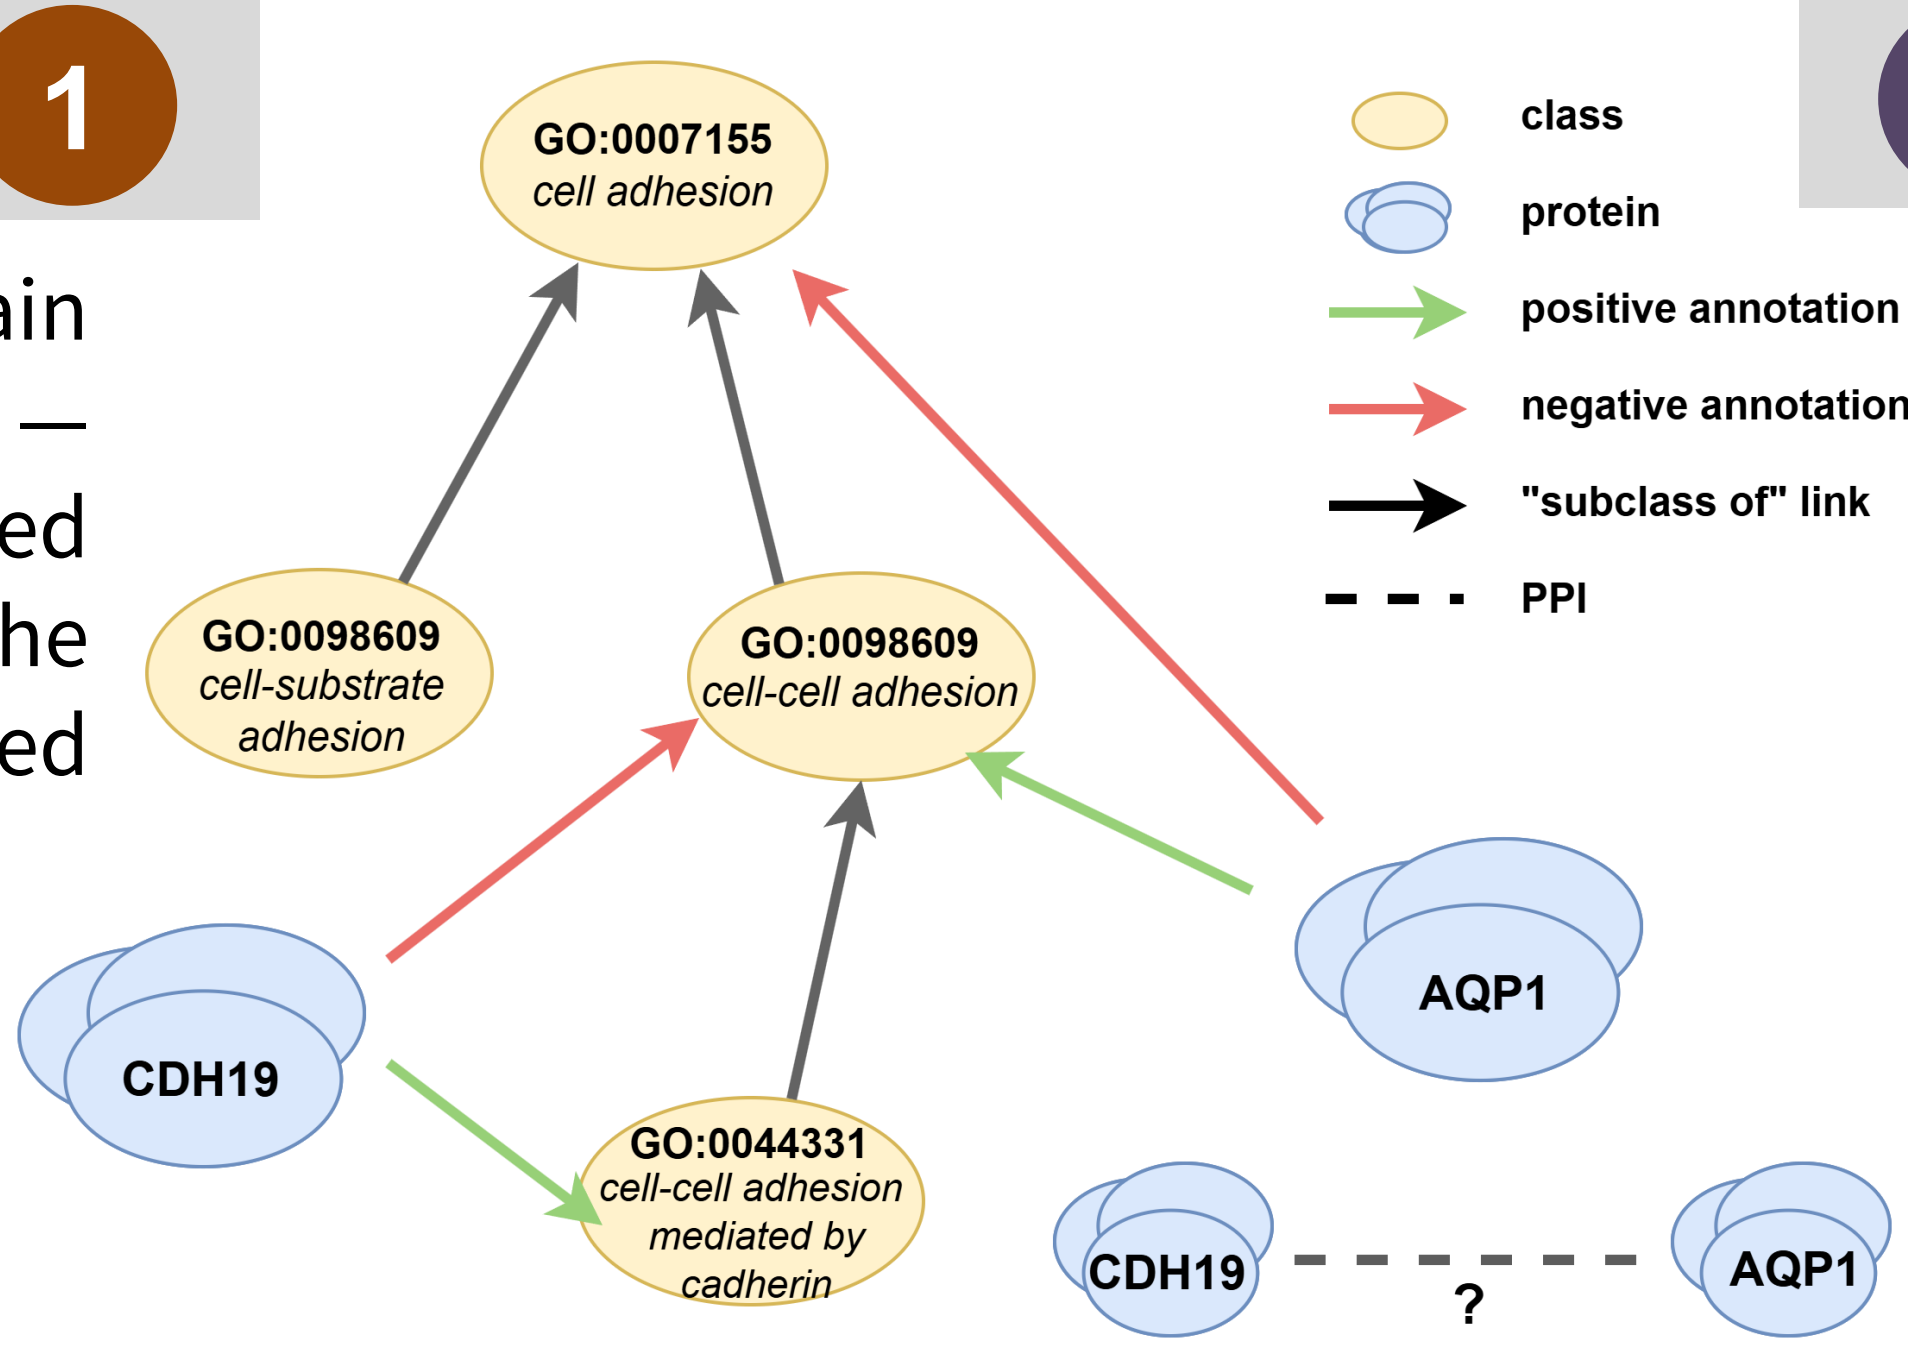 1
ain
—
ed
he
ed
GO:0007155
cell adhesion
GO:0098609
cell-substrate
adhesion
GO:0098609
cell-cell adhesion
CDH19
AQP1
GO:0044331
cell-cell adhesion
mediated by
cadherin
CDH19
?
AQP1
class
protein
positive annotation
negative annotation
"subclass of" link
PPI